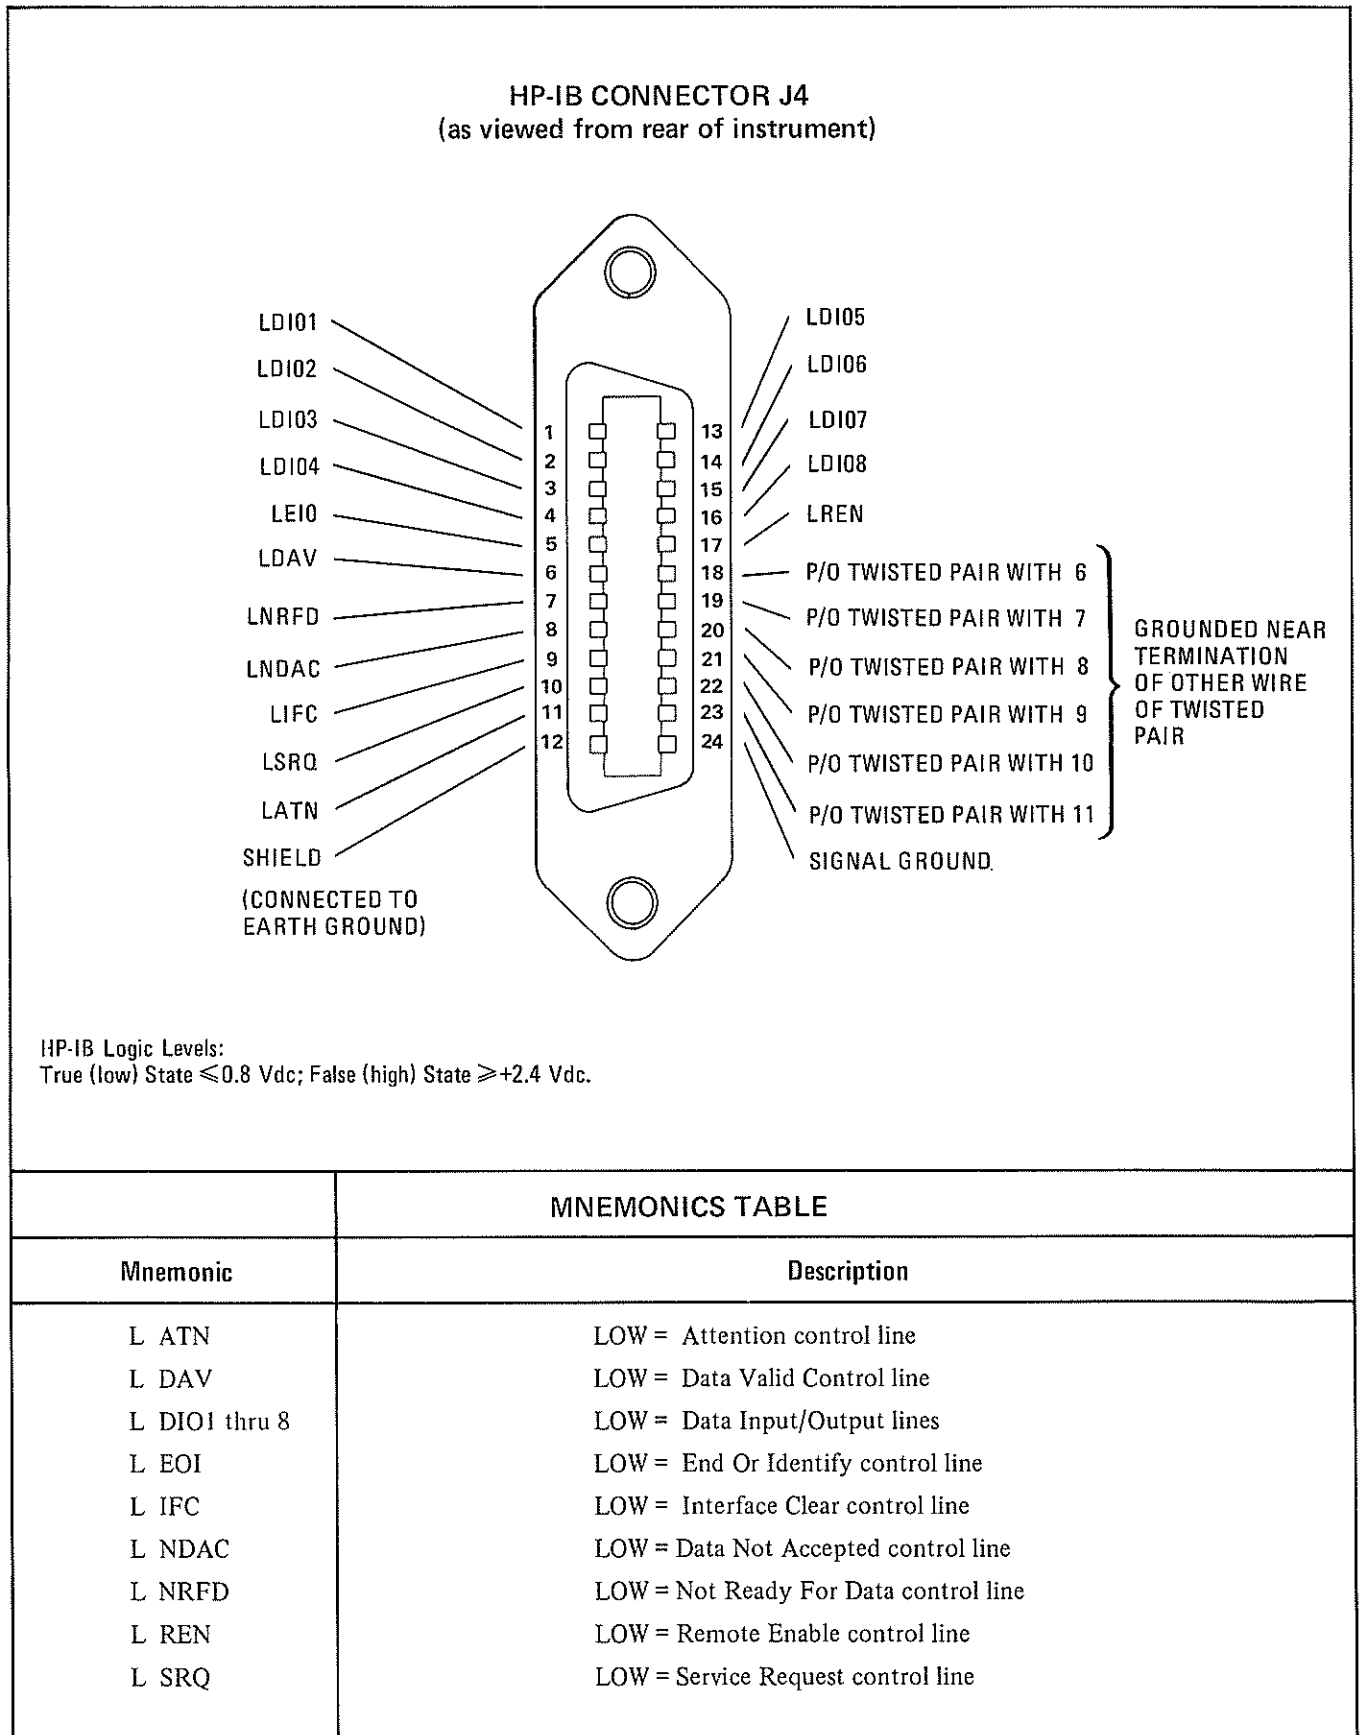 HP-IB CONNECTOR J4
(as viewed from rear of instrument)
LDI01
LDI02
LDI03
LDI04
LEI0
LDAV
LNRFD
LNDAC
LIFC
LSRQ
LATN
SHIELD
(CONNECTED TO
EARTH GROUND)
1
2
3
4
5
6
7
8
9
10
11
12
13
14
15
16
17
18
19
20
21
22
23
24
LDI05
LDI06
LDI07
LDI08
LREN
P/O TWISTED PAIR WITH 6
P/O TWISTED PAIR WITH 7
P/O TWISTED PAIR WITH 8
P/O TWISTED PAIR WITH 9
P/O TWISTED PAIR WITH 10
P/O TWISTED PAIR WITH 11
SIGNAL GROUND.
GROUNDED NEAR
TERMINATION
OF OTHER WIRE
OF TWISTED
PAIR
HP-IB Logic Levels:
True (low) State ≤0.8 Vdc; False (high) State ≥+2.4 Vdc.
MNEMONICS TABLE
Mnemonic Description
L ATN LOW = Attention control line
L DAV LOW = Data Valid Control line
L DIO1 thru 8 LOW = Data Input/Output lines
L EOI LOW = End Or Identify control line
L IFC LOW = Interface Clear control line
L NDAC LOW = Data Not Accepted control line
L NRFD LOW = Not Ready For Data control line
L REN LOW = Remote Enable control line
L SRQ LOW = Service Request control line